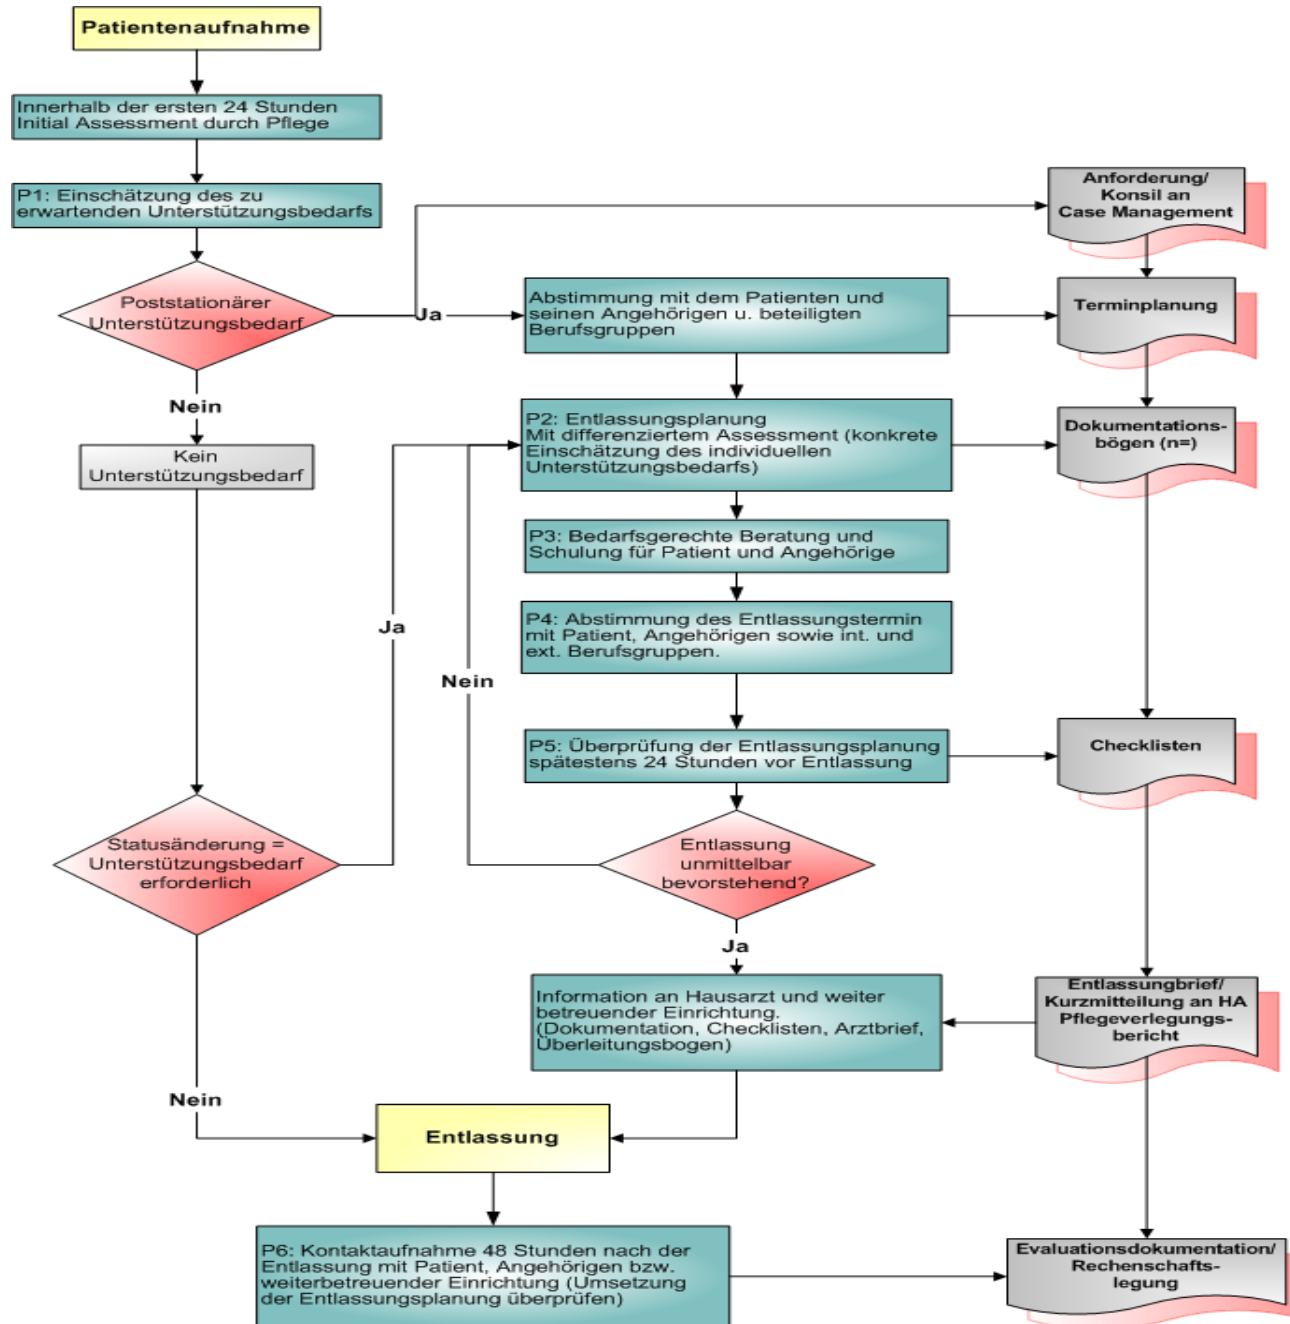 Patientenaufnahme
Innerhalb der ersten 24 Stunden
Initial Assessment durch Pflege
P1: Einschätzung des zu
erwartenden Unterstützungsbedarfs
Anforderung/
Konsil an
Case Management
Poststationärer
Unterstützungsbedarf
Ja
Abstimmung mit dem Patienten und
seinen Angehörigen u. beteiligten
Berufsgruppen
Terminplanung
Nein
Kein
Unterstützungsbedarf
P2: Entlassungsplanung
Mit differenziertem Assessment (konkrete
Einschätzung des individuellen
Unterstützungsbedarfs)
Dokumentations-
bögen (n=)
P3: Bedarfsgerechte Beratung und
Schulung für Patient und Angehörige
P4: Abstimmung des Entlassungstermin
mit Patient, Angehörigen sowie int. und
ext. Berufsgruppen.
Ja
Nein
P5: Überprüfung der Entlassungsplanung
spätestens 24 Stunden vor Entlassung
Checklisten
Statusänderung =
Unterstützungsbedarf
erforderlich
Entlassung
unmittelbar
bevorstehend?
Ja
Information an Hausarzt und weiter
betreuender Einrichtung.
(Dokumentation, Checklisten, Arztbrief,
Überleitungsbogen)
Entlassungbrief/
Kurzmitteilung an HA
Pflegeverlegungs-
bericht
Nein
Entlassung
P6: Kontaktaufnahme 48 Stunden nach der
Entlassung mit Patient, Angehörigen bzw.
weiterbetreuender Einrichtung (Umsetzung
der Entlassungsplanung überprüfen)
Evaluationsdokumentation/
Rechenschafts-
legung